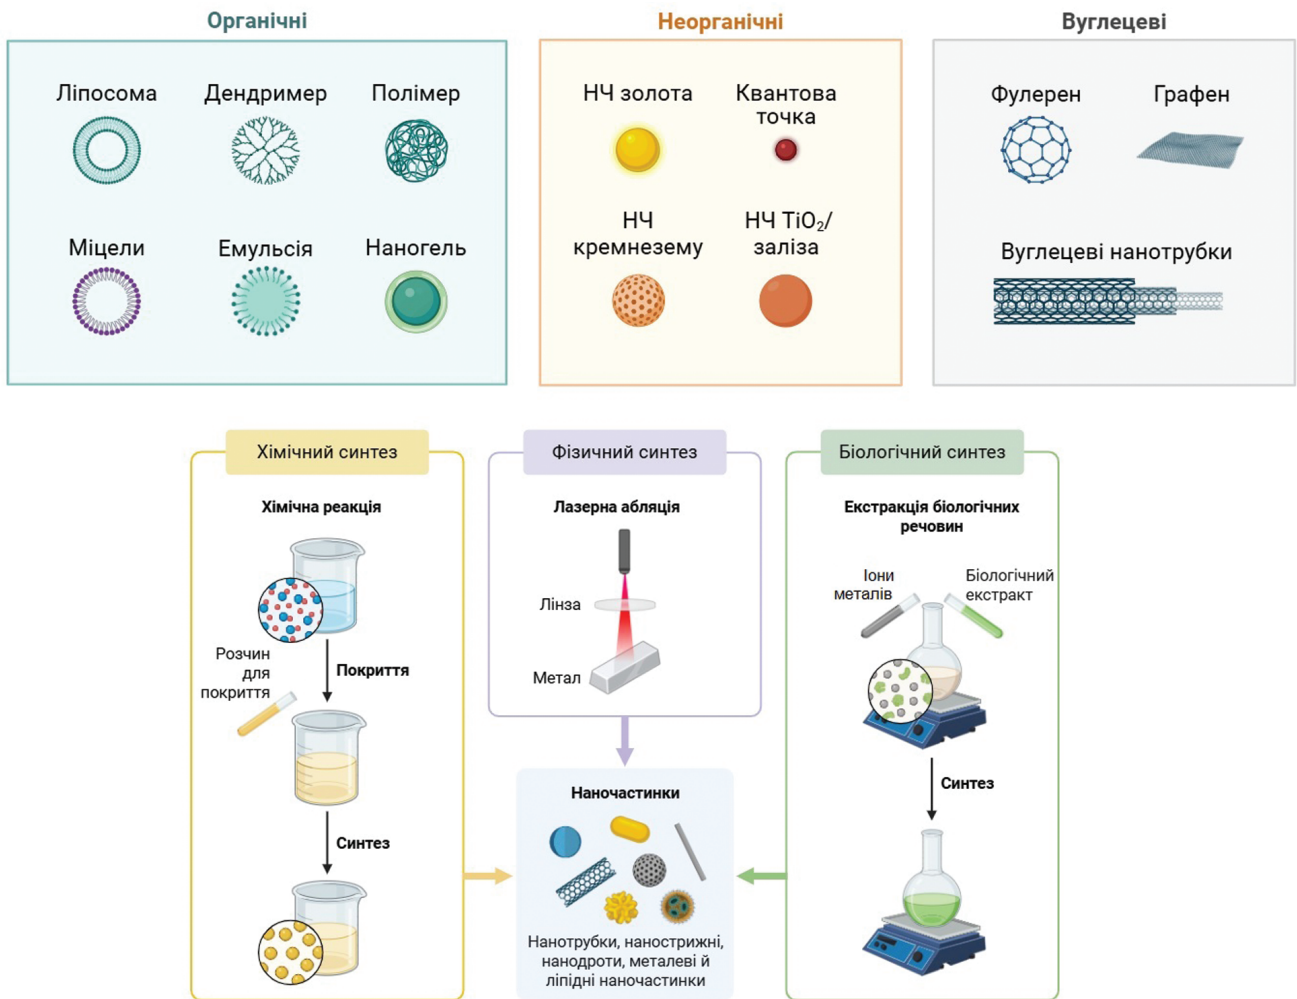 Органічні
Неорганічні
Вуглецеві
Ліпосома
Дендример
Полімер
Міцели
Емульсія
Наногель
НЧ золота
Квантова
точка
НЧ
кремнезему
НЧ TiO₂/
заліза
Фулерен
Графен
Вуглецеві нанотрубки
Хімічний синтез
Хімічна реакція
Розчин
для
покриття
Покриття
Синтез
Фізичний синтез
Лазерна абляція
Лінза
Метал
Наночастинки
Нанотрубки, нанострижні,
нанодроти, металеві й
ліпідні наночастинки
Біологічний синтез
Екстракція біологічних
речовин
Іони
металів
Біологічний
екстракт
Синтез